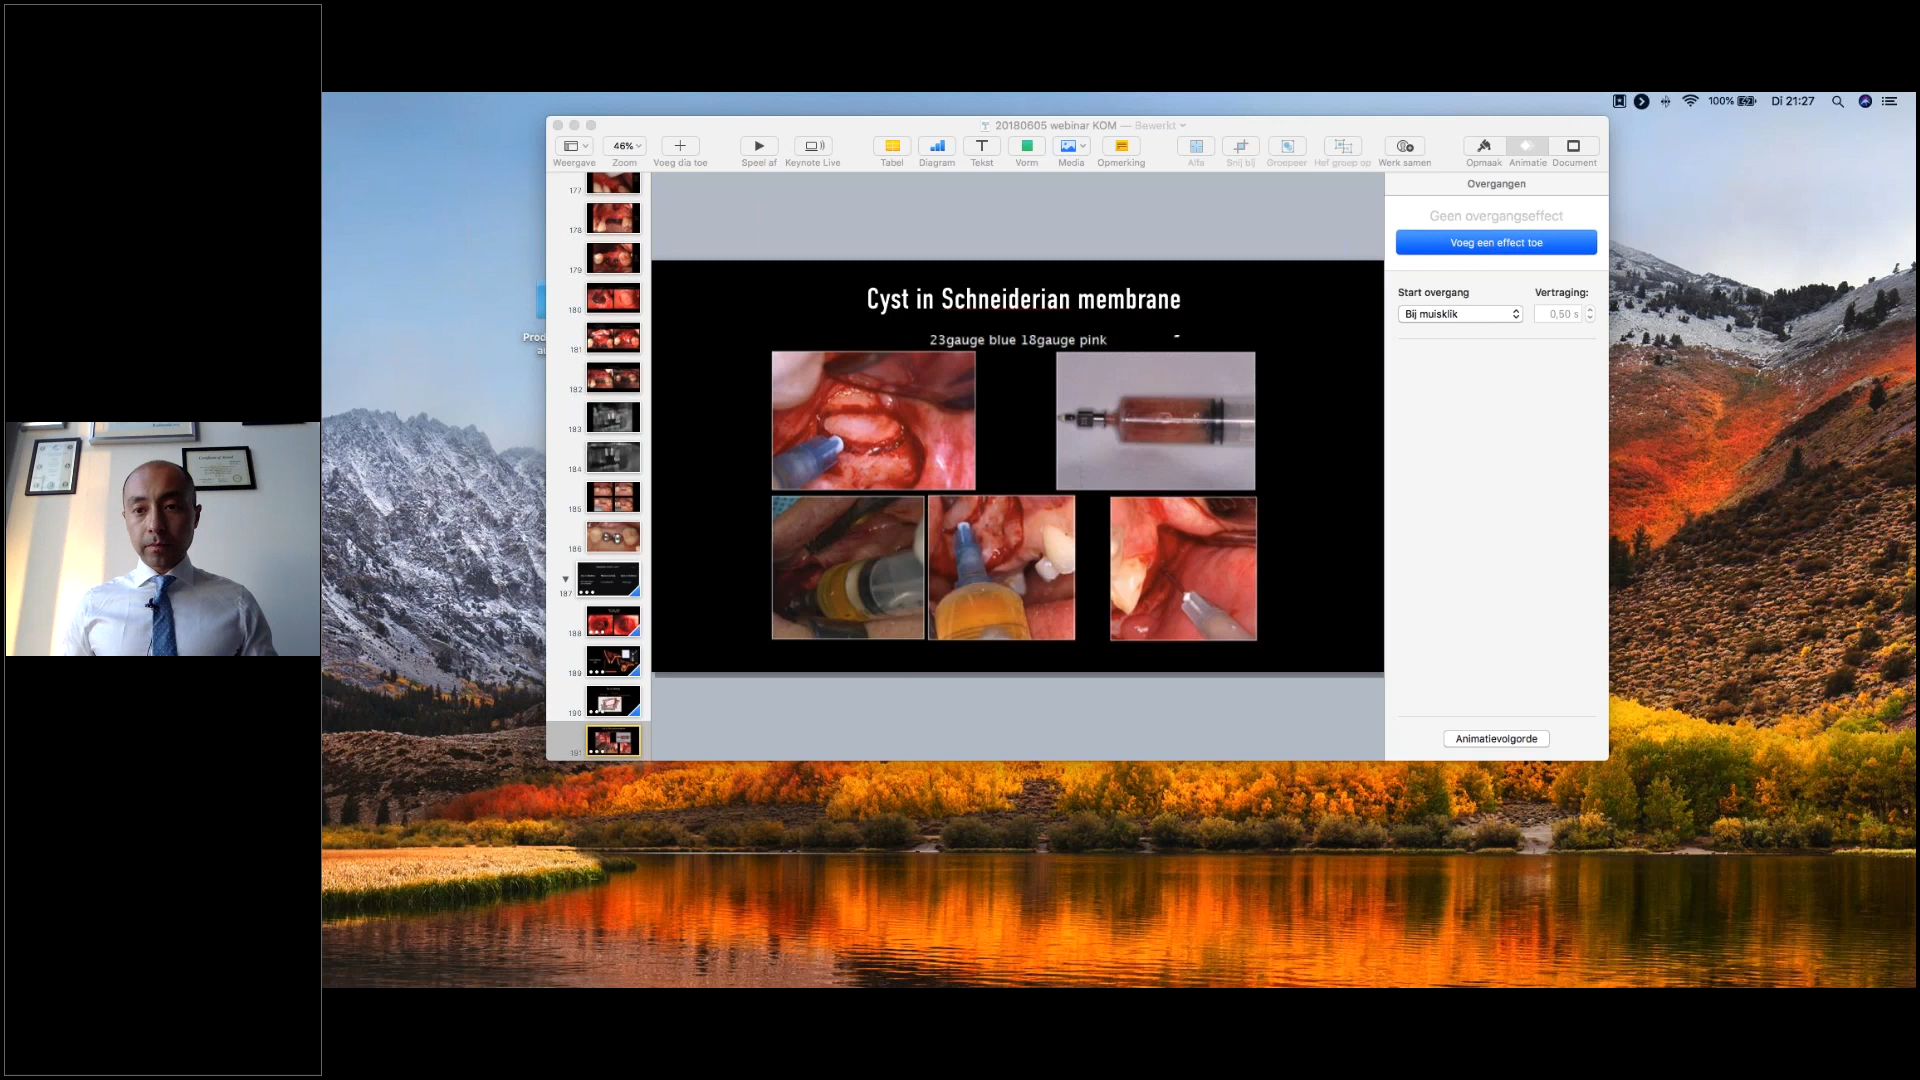 100%
Di 21:27
20180605 webinar KOM — Bewerkt
46%
Weergave
Zoom
Voeg dia toe
Speel af
Keynote Live
Tabel
Diagram
Tekst
Vorm
Media
Opmerking
Alfa
Snij bij
Groepeer
Hef groep op
Werk samen
Opmaak
Animatie
Document
177
178
179
180
181
182
183
184
185
186
187
188
189
190
191
Prod
Cyst in Schneiderian membrane
23gauge blue 18gauge pink
Overgangen
Geen overgangseffect
Voeg een effect toe
Start overgang
Vertraging:
Bij muisklik
0,50 s
Animatievolgorde